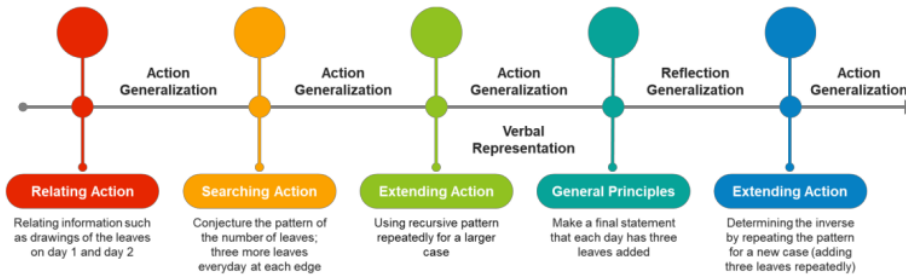 Action
Generalization
Action
Generalization
Action
Generalization
Reflection
Generalization
Action
Generalization
Verbal
Representation
Relating Action
Searching Action
Extending Action
General Principles
Extending Action
Relating information such
as drawings of the leaves
on day 1 and day 2
Conjecture the pattern of
the number of leaves;
three more leaves
everyday at each edge
Using recursive pattern
repeatedly for a larger
case
Make a final statement
that each day has three
leaves added
Determining the inverse
by repeating the pattern
for a new case (adding
three leaves repeatedly)